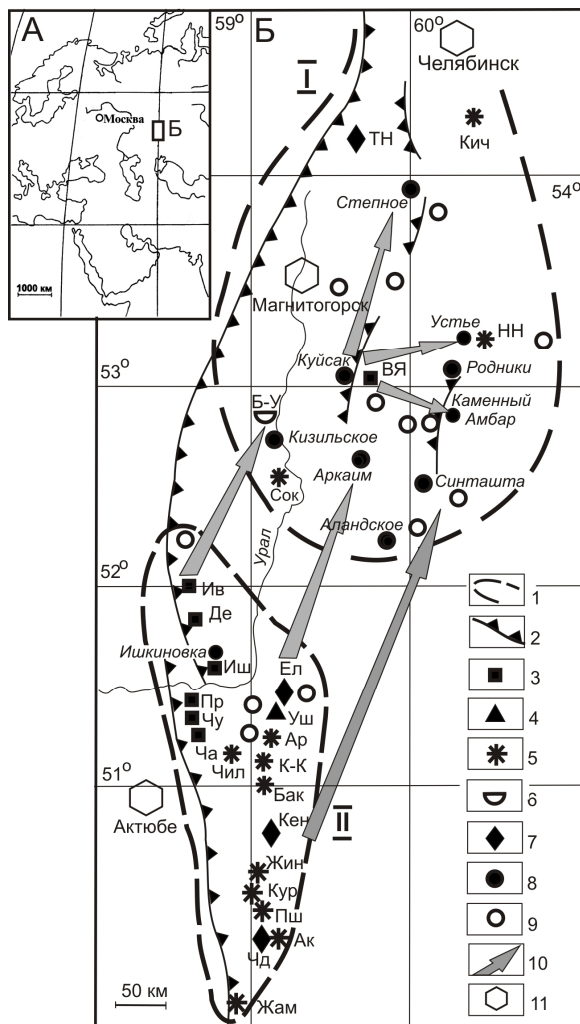 А
Москва
Б
1000 км
59°
Б
60°
Челябинск
I
ТН
Кич
54°
Степное
Магнитогорск
Устье
НН
Куйсак
ВЯ
Родники
53°
Б-У
Каменный
Амбар
Кизильское
Аркаим
Сок
Синташта
Урал
Аландское
52°
Ив
Де
Ишкиновка
Иш
Ел
Пр
Чу
Уш
Ча
Ар
Чил
К-К
51°
Бак
Актюбе
Кен
II
Жин
Кур
Пш
Ак
Чд
50 км
Жам
1
2
3
4
5
6
7
8
9
10
11